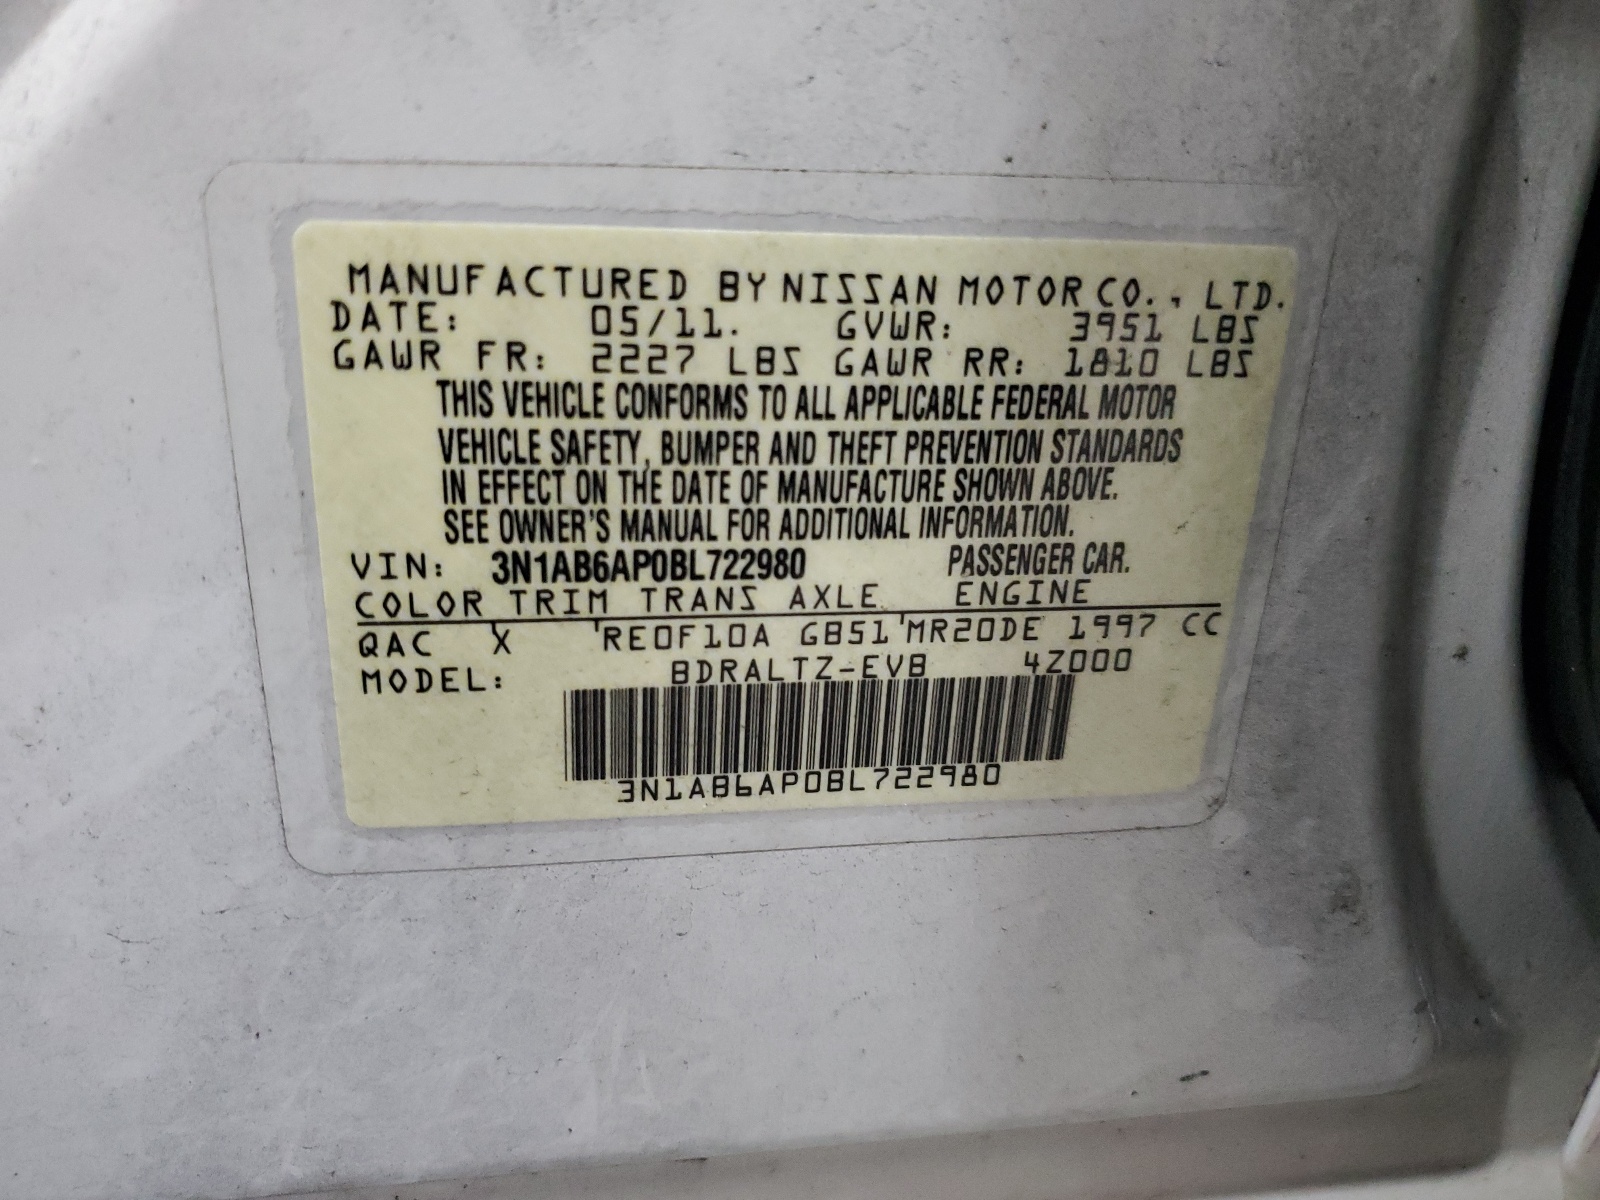 MANUFACTURED BY NISSAN MOTOR CO., LTD.
DATE: 05/11. GVWR: 3951 LBS
GAWR FR: 2227 LBS GAWR RR: 1810 LBS
THIS VEHICLE CONFORMS TO ALL APPLICABLE FEDERAL MOTOR
VEHICLE SAFETY, BUMPER AND THEFT PREVENTION STANDARDS
IN EFFECT ON THE DATE OF MANUFACTURE SHOWN ABOVE.
SEE OWNER'S MANUAL FOR ADDITIONAL INFORMATION.
VIN: 3N1AB6AP0BL722980 PASSENGER CAR.
COLOR TRIM TRANS AXLE ENGINE
QAC X RE0F10A GB51 MR20DE 1997 CC
MODEL: BDRALTZ-EVB 4Z000
3N1AB6AP0BL722980